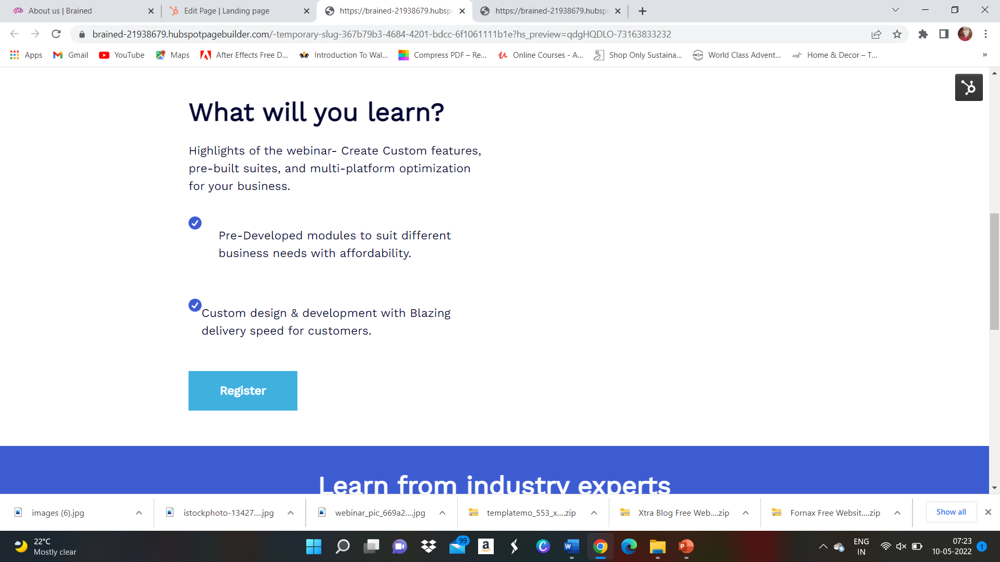 About us | Brained
Edit Page | Landing page
https://brained-21938679.hubsp
https://brained-21938679.hubsp
brained-21938679.hubspotpagebuilder.com/-temporary-slug-367b79b3-4684-4201-bdcc-6f1061111b1e?hs_preview=qdgHQDLO-73163833232
Apps Gmail YouTube Maps After Effects Free D... Introduction To Wal... Compress PDF – Re... Online Courses - A... Shop Only Sustaina... World Class Advent... Home & Decor – T... »
What will you learn?
Highlights of the webinar- Create Custom features,
pre-built suites, and multi-platform optimization
for your business.
Pre-Developed modules to suit different
business needs with affordability.
Custom design & development with Blazing
delivery speed for customers.
Register
Learn from industry experts
images (6).jpg
istockphoto-13427....jpg
webinar_pic_669a2....jpg
templatemo_553_x....zip
Xtra Blog Free Web....zip
Fornax Free Websit....zip
Show all
22°C
Mostly clear
99
ENG
IN
07:23
10-05-2022
1